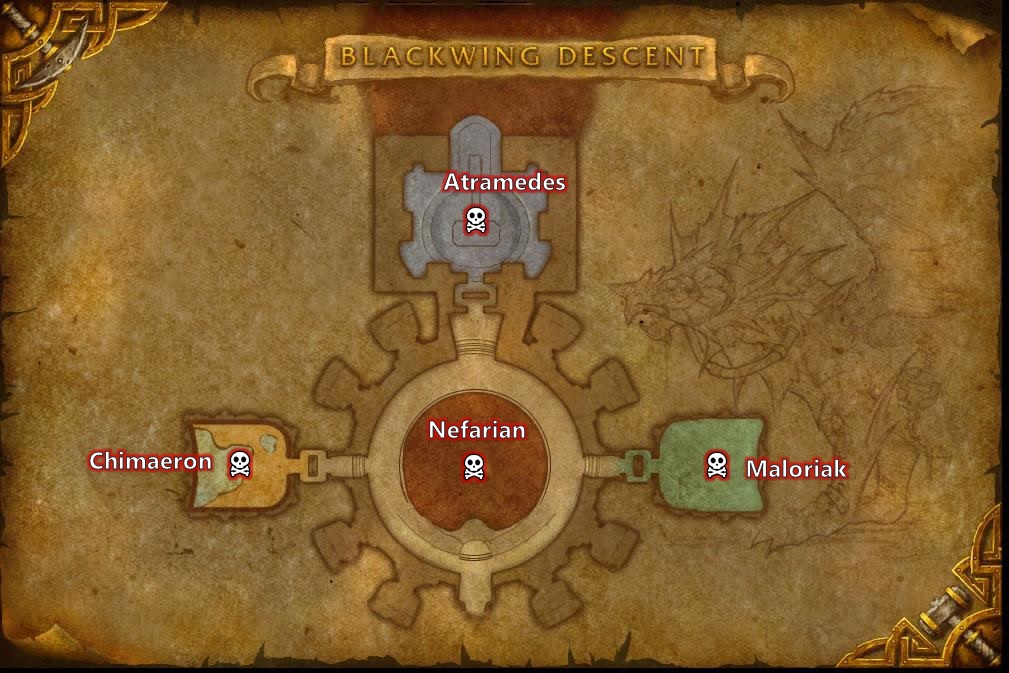 BLACKWING DESCENT
Atramedes
Nefarian
Chimaeron
Maloriak